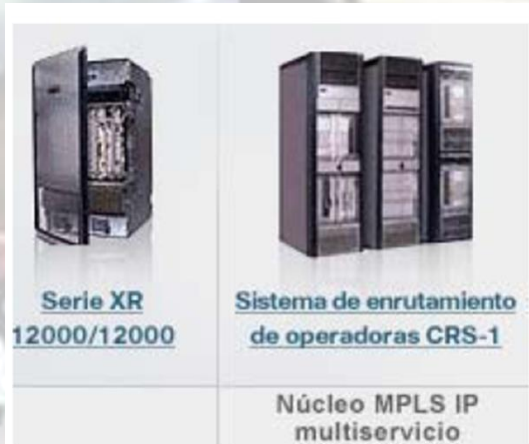 Serie XR
12000/12000
Sistema de enrutamiento
de operadoras CRS-1
Núcleo MPLS IP
multiservicio